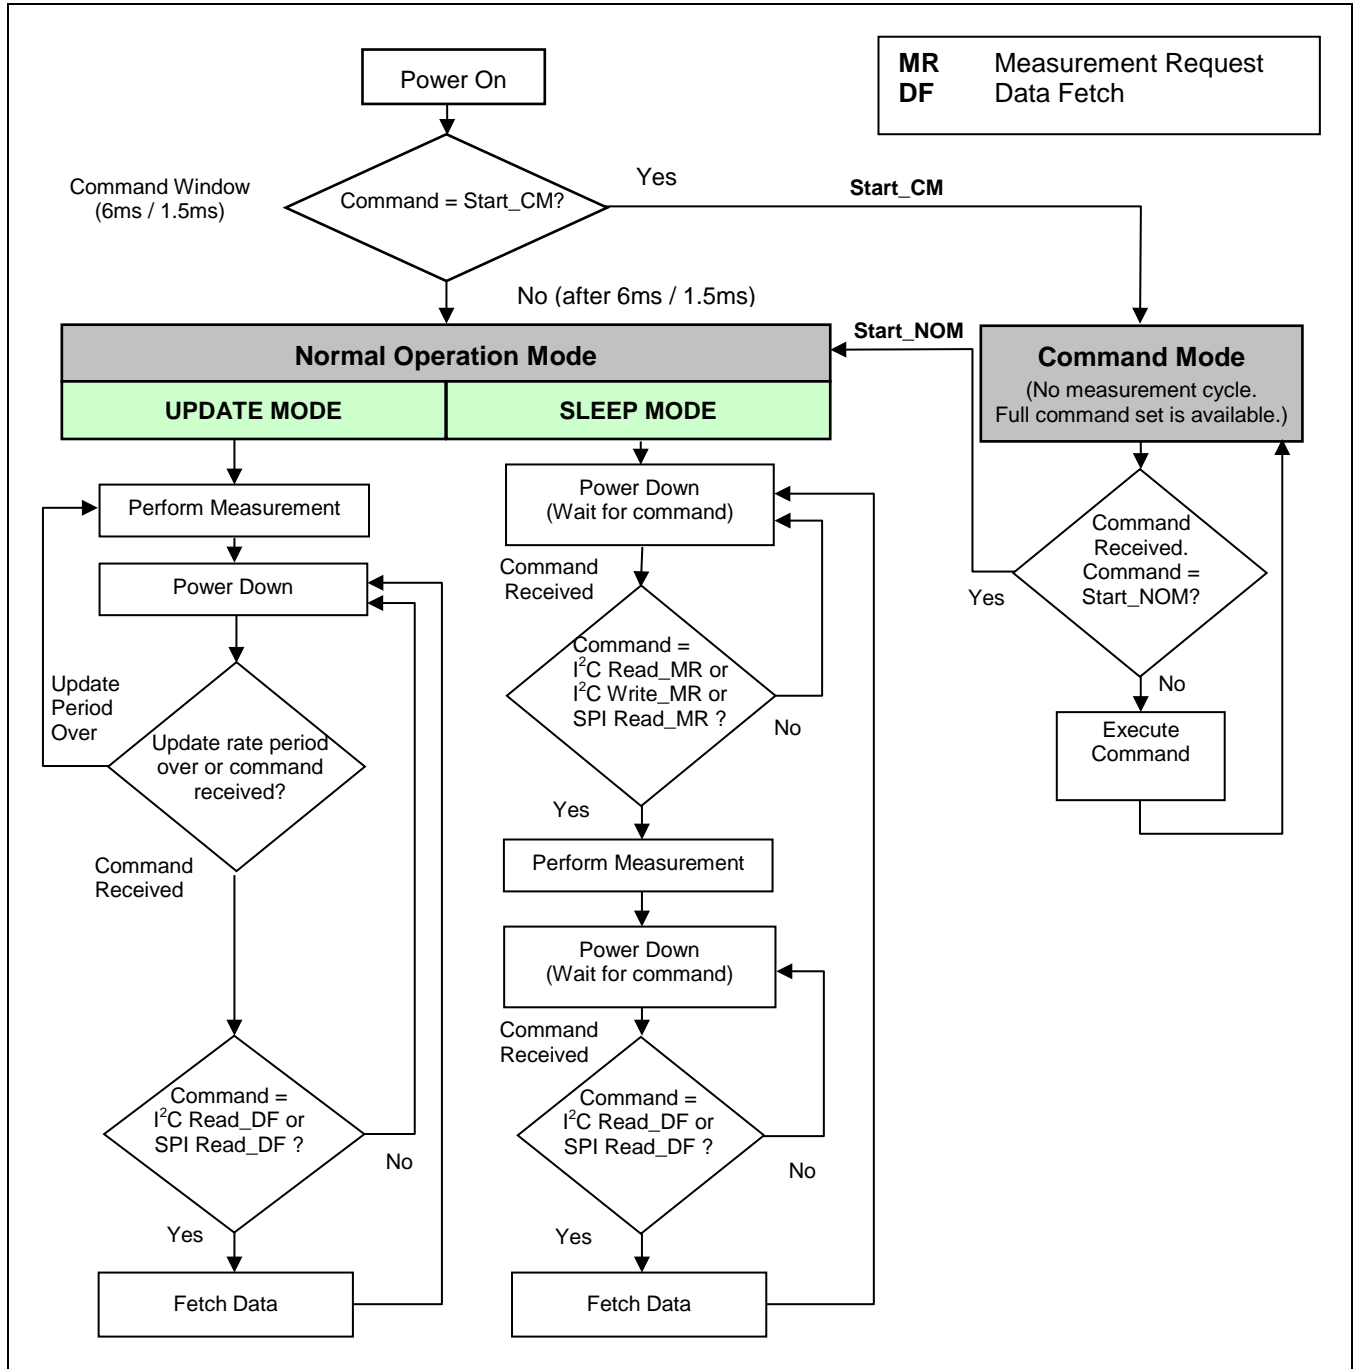 Power On
MR Measurement Request
DF Data Fetch
Command Window
(6ms / 1.5ms)
Command = Start_CM?
Yes
Start_CM
No (after 6ms / 1.5ms)
Normal Operation Mode
UPDATE MODE
SLEEP MODE
Start_NOM
Command Mode
(No measurement cycle.
Full command set is available.)
Perform Measurement
Power Down
Update
Period
Over
Update rate period
over or command
received?
Command
Received
Command =
I²C Read_DF or
SPI Read_DF ?
No
Yes
Fetch Data
Power Down
(Wait for command)
Command
Received
Command =
I²C Read_MR or
I²C Write_MR or
SPI Read_MR ?
No
Yes
Perform Measurement
Power Down
(Wait for command)
Command
Received
Command =
I²C Read_DF or
SPI Read_DF ?
No
Yes
Fetch Data
Command
Received.
Command =
Start_NOM?
Yes
No
Execute
Command